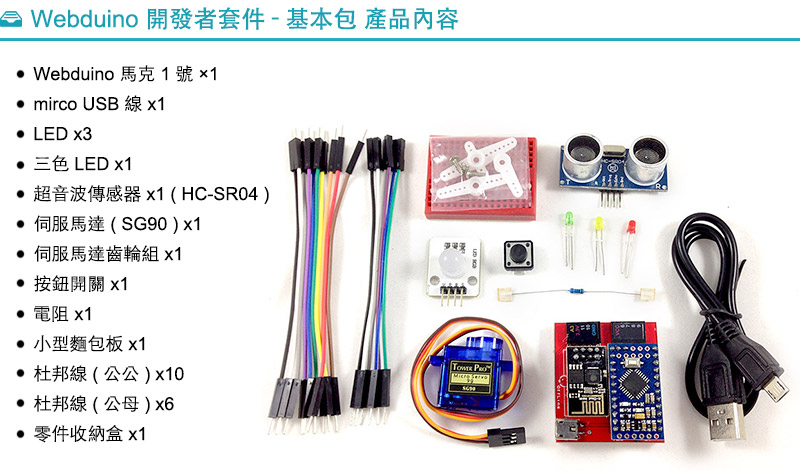 Webduino 開發者套件 - 基本包 產品內容
Webduino 馬克 1 號 ×1
mirco USB 線 x1
LED x3
三色 LED x1
超音波傳感器 x1 ( HC-SR04 )
伺服馬達 ( SG90 ) x1
伺服馬達齒輪組 x1
按鈕開關 x1
電阻 x1
小型麵包板 x1
杜邦線 ( 公公 ) x10
杜邦線 ( 公母 ) x6
零件收納盒 x1
HC-SR04
T
R
TOWER PRO
Micro Servo
SG90